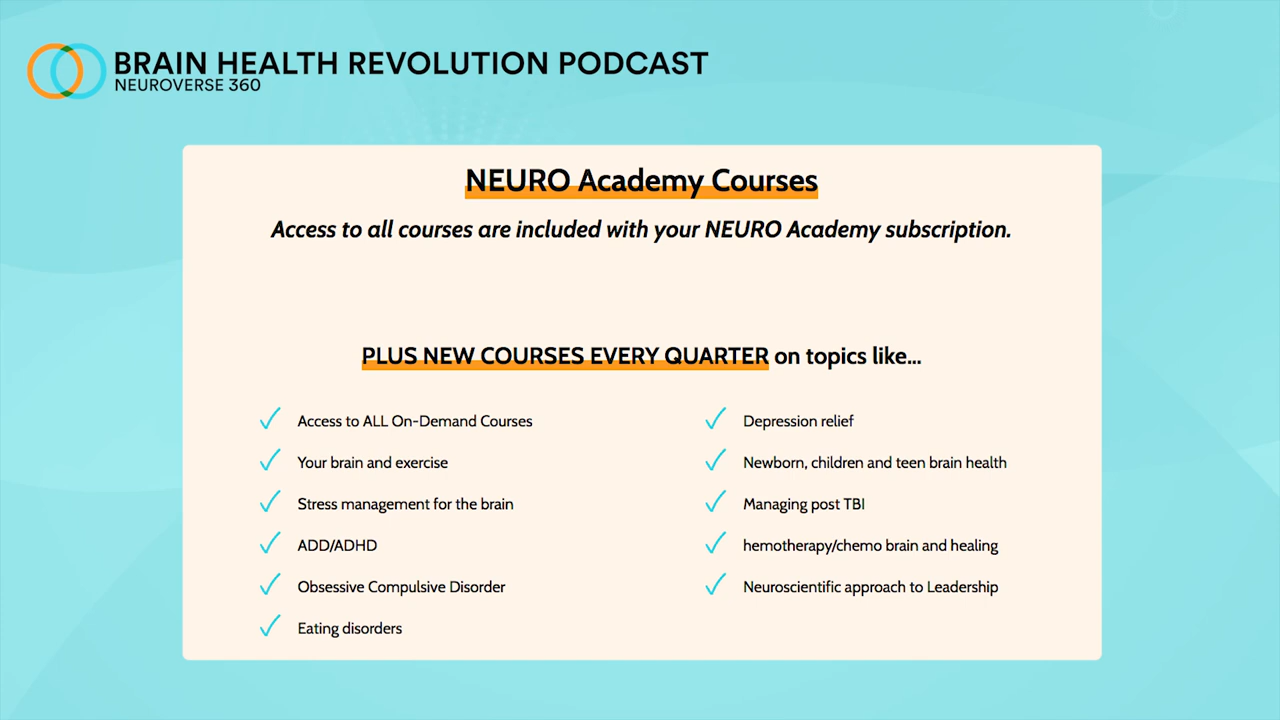 BRAIN HEALTH REVOLUTION PODCAST
NEUROVERSE 360
NEURO Academy Courses
Access to all courses are included with your NEURO Academy subscription.
PLUS NEW COURSES EVERY QUARTER on topics like...
Access to ALL On-Demand Courses
Your brain and exercise
Stress management for the brain
ADD/ADHD
Obsessive Compulsive Disorder
Eating disorders
Depression relief
Newborn, children and teen brain health
Managing post TBI
hemotherapy/chemo brain and healing
Neuroscientific approach to Leadership